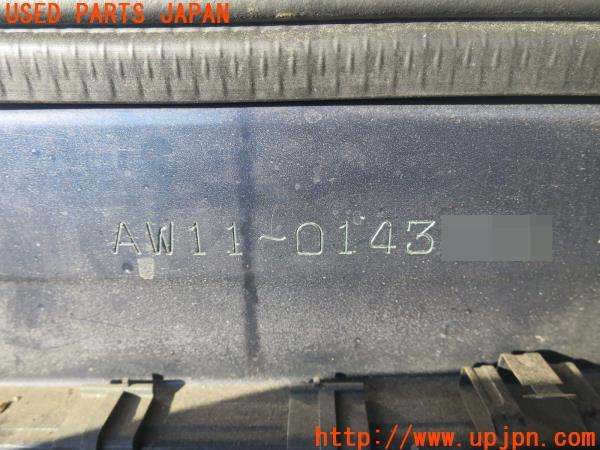 USED PARTS JAPAN
AW11-0143
http://www.upjpn.com